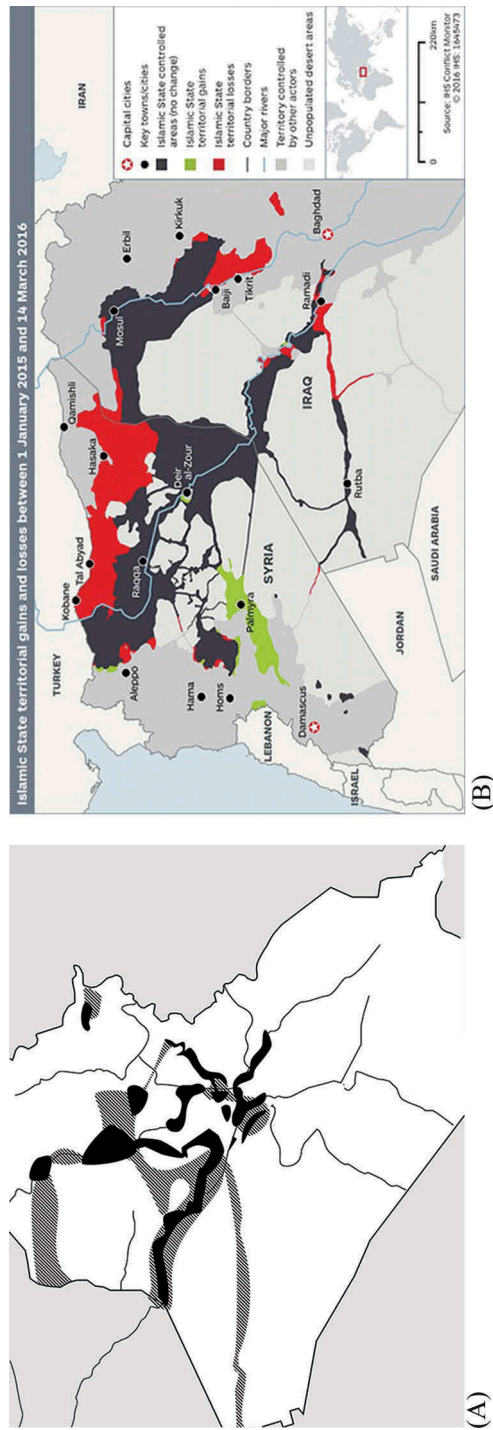 (A)
Islamic State territorial gains and losses between 1 January 2015 and 14 March 2016
TURKEY
IRAN
Kobane
Tal Abyad
Qamishli
Hasaka
Aleppo
Raqqa
Mosul
Erbil
Kirkuk
Hama
Homs
Deir
al-Zour
Baiji
Tikrit
Palmyra
SYRIA
LEBANON
Damascus
ISRAEL
IRAQ
Ramadi
Baghdad
Rutba
JORDAN
SAUDI ARABIA
Capital cities
Key towns/cities
Islamic State controlled
areas (no change)
Islamic State
territorial gains
Islamic State
territorial losses
Country borders
Major rivers
Territory controlled
by other actors
Unpopulated desert areas
0
220km
Source: IHS Conflict Monitor
© 2016 IHS: 1645473
(B)